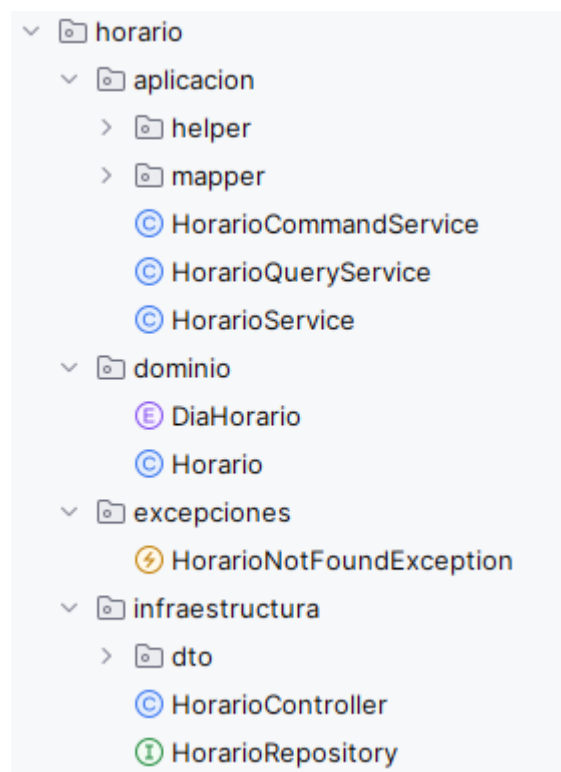 horario
aplicacion
helper
mapper
C HorarioCommandService
C HorarioQueryService
C HorarioService
dominio
E DiaHorario
C Horario
excepciones
HorarioNotFoundException
infraestructura
dto
C HorarioController
I HorarioRepository